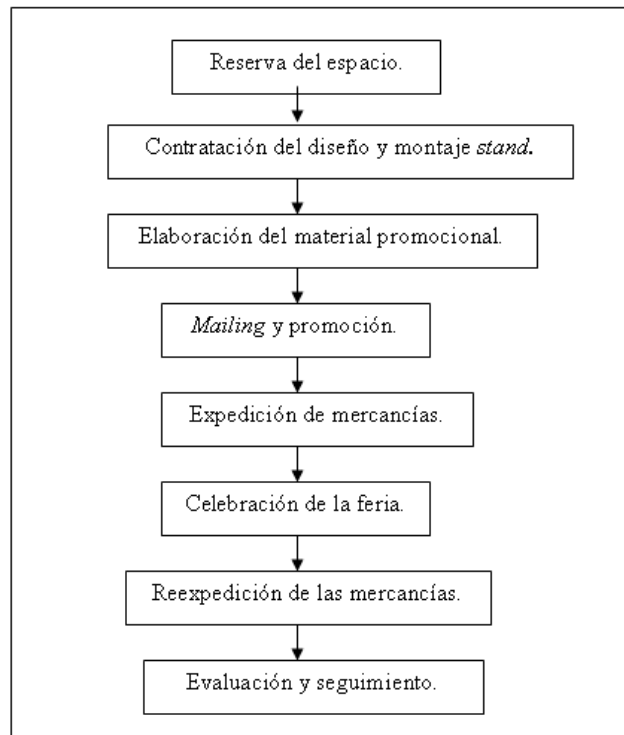 Reserva del espacio.
Contratación del diseño y montaje stand.
Elaboración del material promocional.
Mailing y promoción.
Expedición de mercancías.
Celebración de la feria.
Reexpedición de las mercancías.
Evaluación y seguimiento.